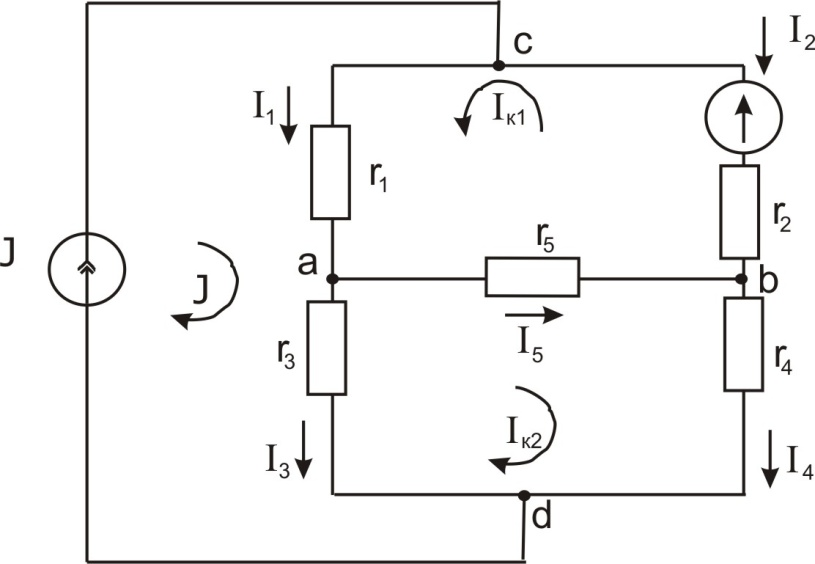 c
I₂
I₁
Iк1
r₁
r₂
J
r₅
a
b
J
I₅
r₃
r₄
Iк2
I₃
I₄
d